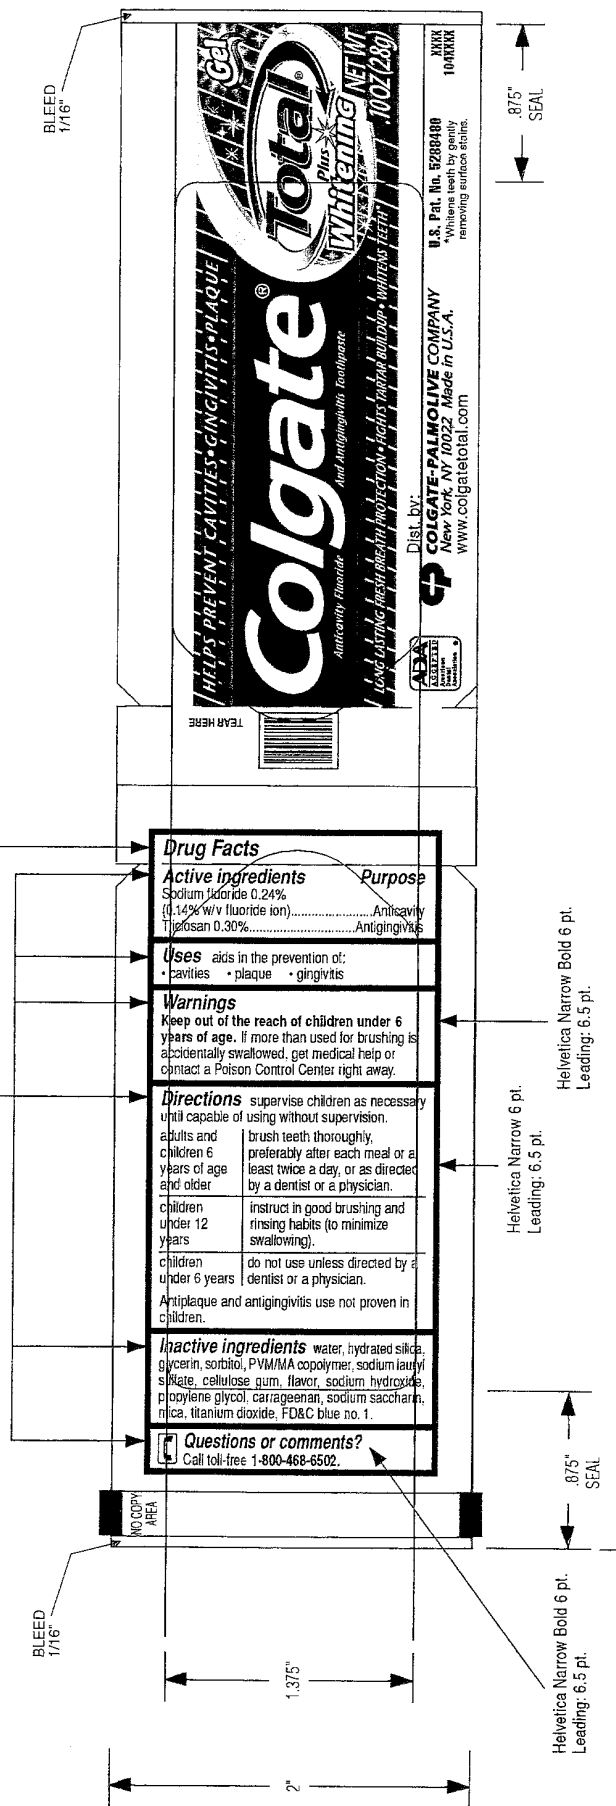 BLEED
1/16"
Gel
Total®
Plus
Whitening
NET WT
.10 OZ (2.8g)
HELPS PREVENT CAVITIES • GINGIVITIS • PLAQUE
Colgate®
Anticavity Fluoride And Antigingivitis Toothpaste
LONG LASTING FRESH BREATH PROTECTION • FIGHTS TARTAR BUILDUP • WHITENS TEETH
XXXX
104XXXX
U.S. Pat. No. 5288480
*Whitens teeth by gently
removing surface stains.
Dist. by:
COLGATE-PALMOLIVE COMPANY
New York, NY 10022 Made in U.S.A.
www.colgatetotal.com
ADA
ACCEPTED
American
Dental
Association
.875"
SEAL
TEAR HERE
Drug Facts
Active ingredients Purpose
Sodium fluoride 0.24%
(0.14% w/v fluoride ion)..........................Anticavity
Triclosan 0.30%................................Antigingivitis
Uses aids in the prevention of:
• cavities • plaque • gingivitis
Warnings
Keep out of the reach of children under 6
years of age. If more than used for brushing is
accidentally swallowed, get medical help or
contact a Poison Control Center right away.
Directions supervise children as necessary
until capable of using without supervision.
adults and
children 6
years of age
and older
brush teeth thoroughly,
preferably after each meal or a
least twice a day, or as directed
by a dentist or a physician.
children
under 12
years
instruct in good brushing and
rinsing habits (to minimize
swallowing).
children
under 6 years
do not use unless directed by a
dentist or a physician.
Antiplaque and antigingivitis use not proven in
children.
Inactive ingredients water, hydrated silica,
glycerin, sorbitol, PVM/MA copolymer, sodium lauryl
sulfate, cellulose gum, flavor, sodium hydroxide,
propylene glycol, carrageenan, sodium saccharin,
mica, titanium dioxide, FD&C blue no. 1.
Questions or comments?
Call toll-free 1-800-468-6502.
NO COPY
AREA
BLEED
1/16"
Helvetica Narrow Bold 6 pt.
Leading: 6.5 pt.
Helvetica Narrow 6 pt.
Leading: 6.5 pt.
.875"
SEAL
1.375"
2"
Helvetica Narrow Bold 6 pt.
Leading: 6.5 pt.